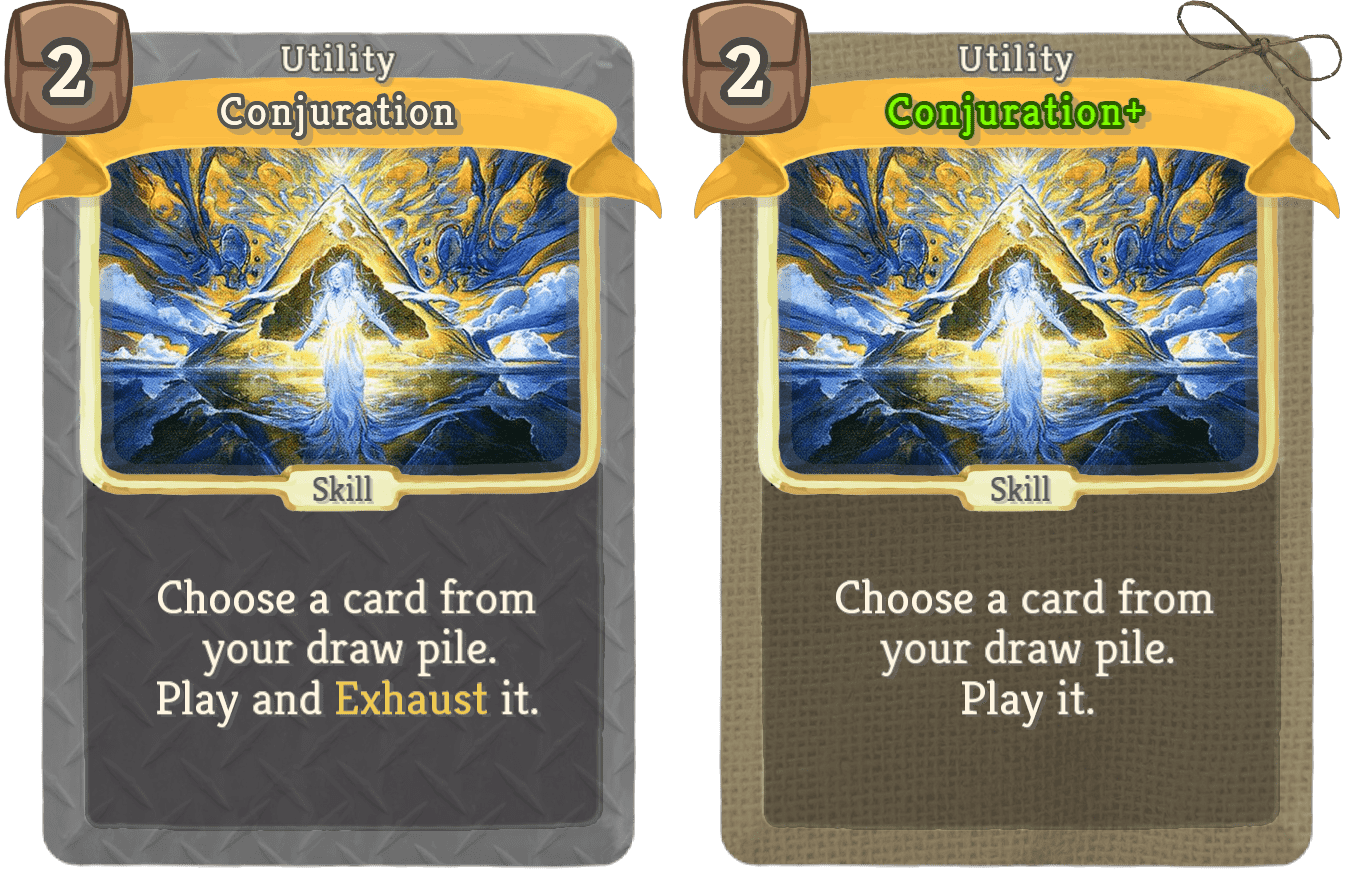 2
Utility
Conjuration
Skill
Choose a card from
your draw pile.
Play and Exhaust it.
2
Utility
Conjuration+
Skill
Choose a card from
your draw pile.
Play it.